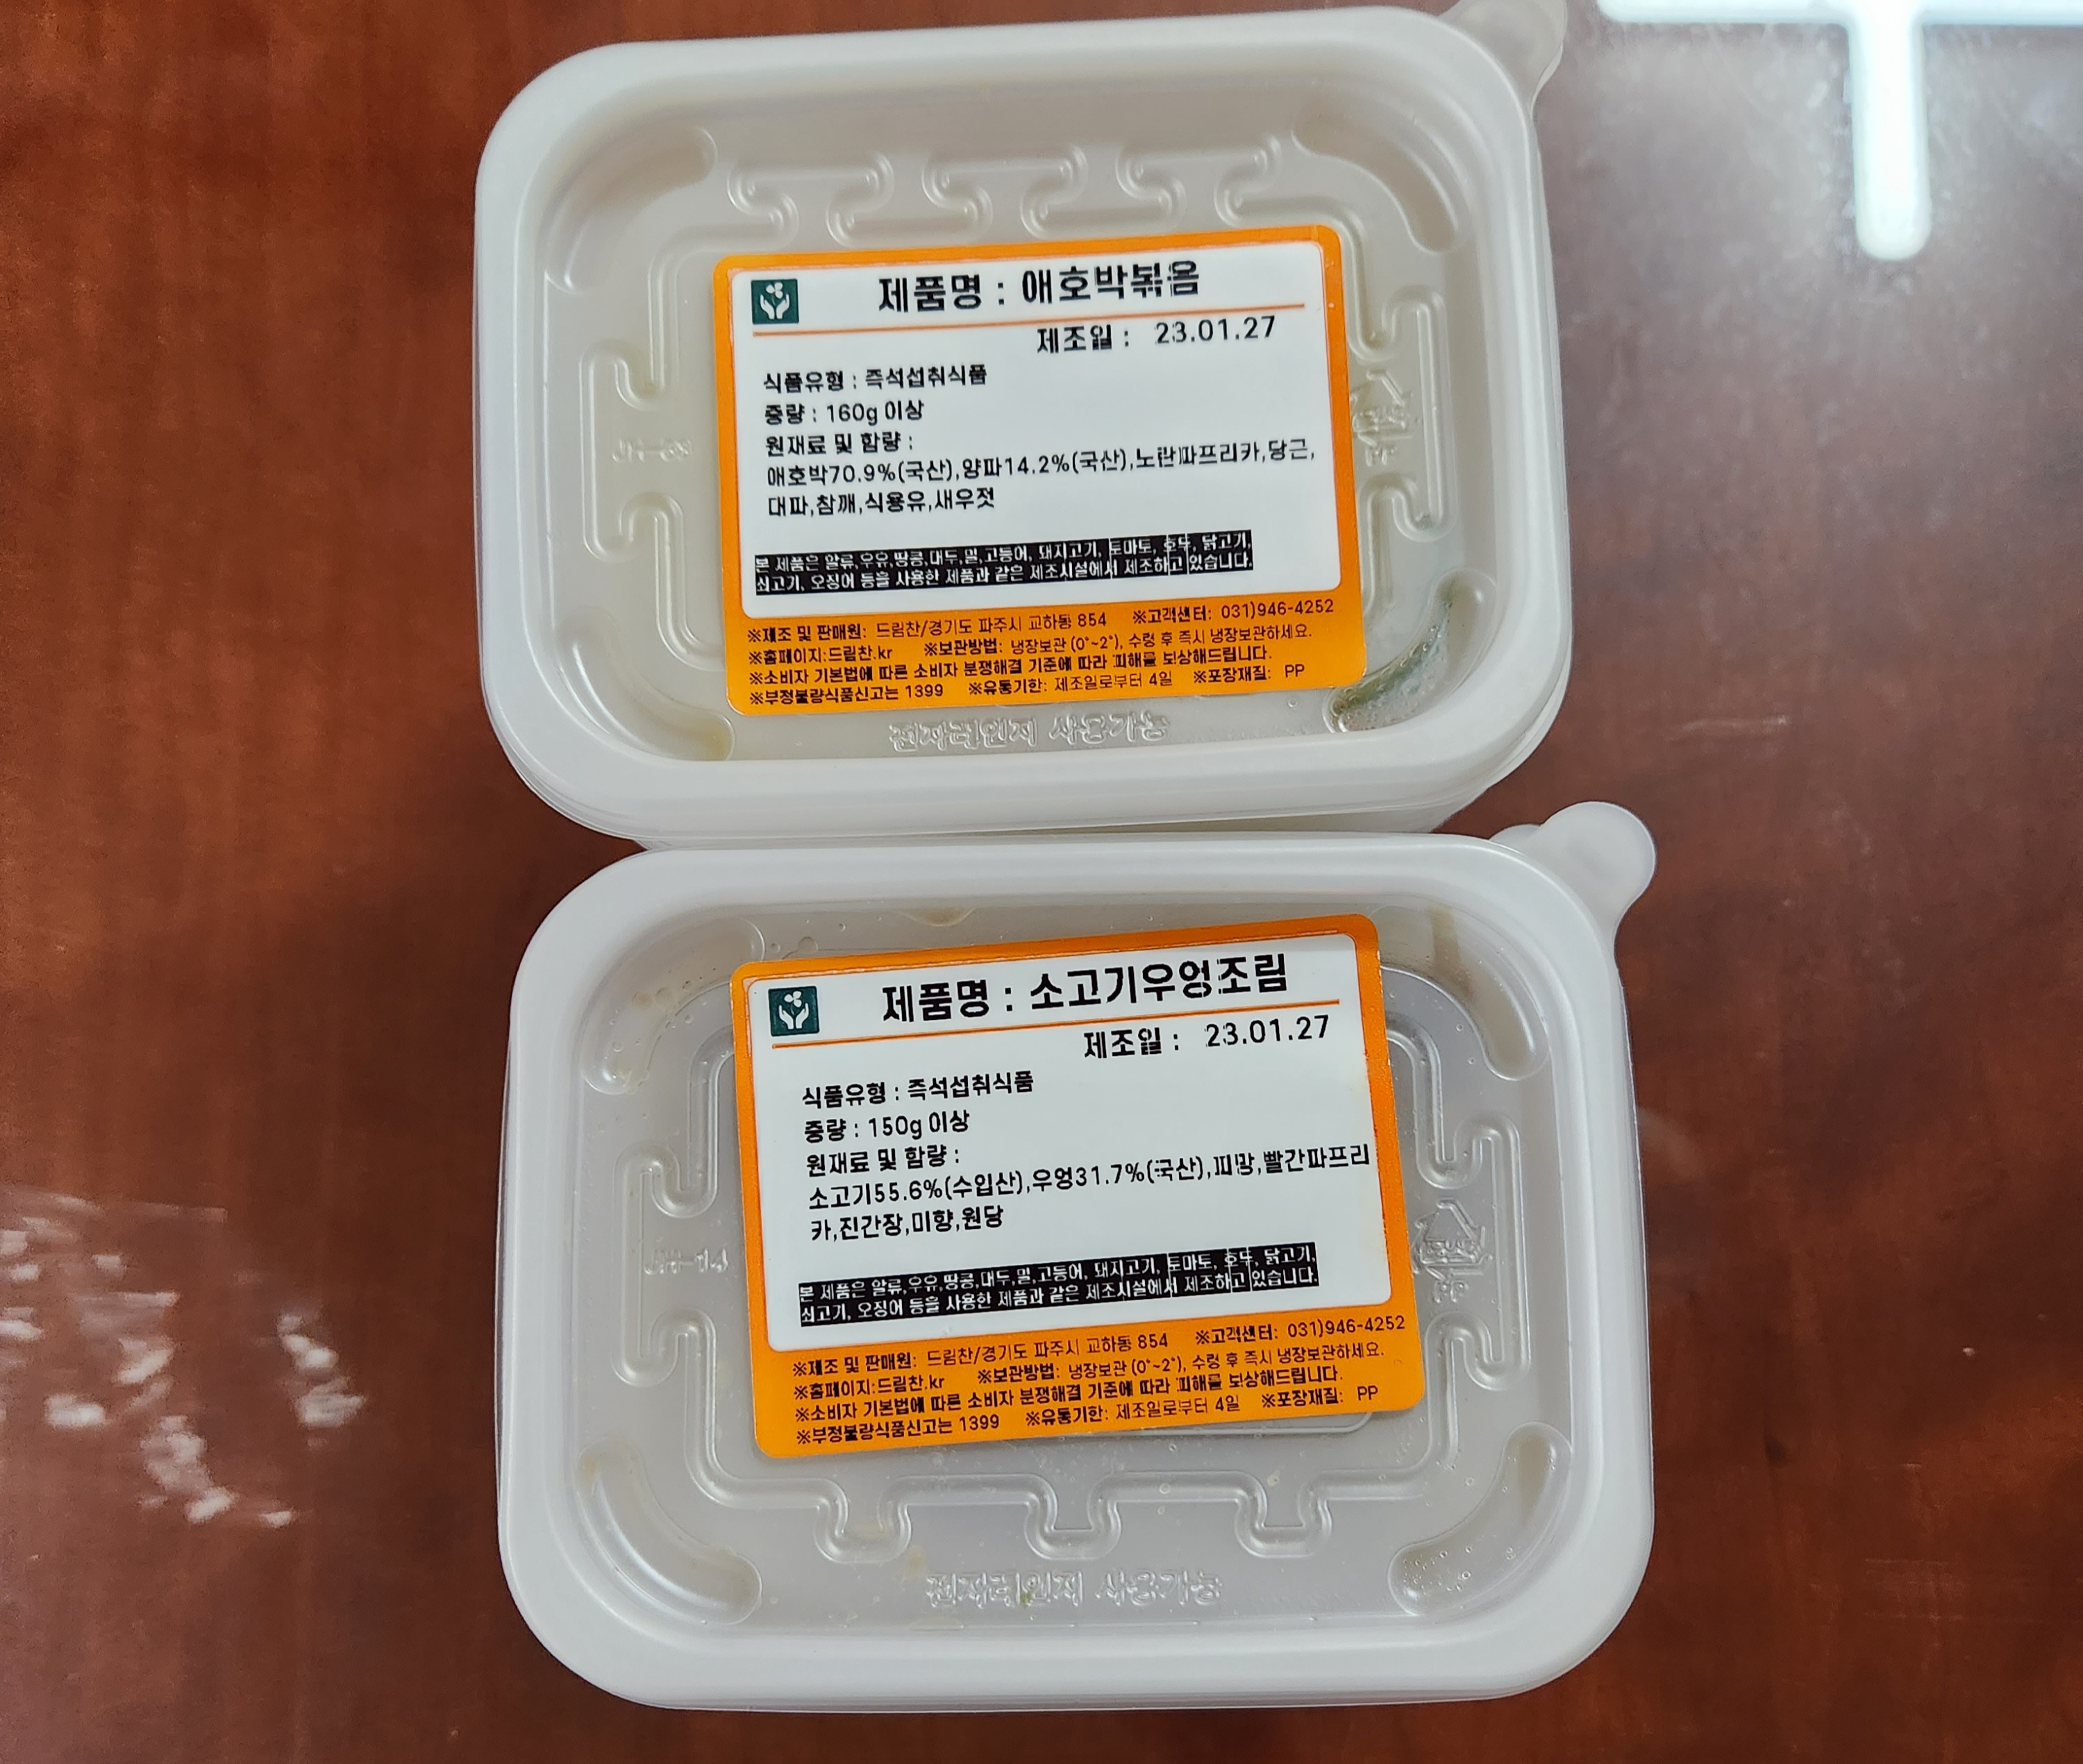 제품명 : 애호박볶음
제조일 : 23.01.27
식품유형 : 즉석섭취식품
중량 : 160g 이상
원재료 및 함량 :
애호박70.9%(국산),양파14.2%(국산),노란파프리카,당근,
대파,참깨,식용유,새우젓
본 제품은 알류,우유,땅콩,대두,밀,고등어, 돼지고기, 토마토, 호두, 닭고기,
쇠고기, 오징어 등을 사용한 제품과 같은 제조시설에서 제조하고 있습니다.
※제조 및 판매원: 드림찬/경기도 파주시 교하동 854 ※고객센터: 031)946-4252
※홈페이지:드림찬.kr ※보관방법: 냉장보관 (0˚~2˚), 수령 후 즉시 냉장보관하세요.
※소비자 기본법에 따른 소비자 분쟁해결 기준에 따라 피해를 보상해드립니다.
※부정불량식품신고는 1399 ※유통기한: 제조일로부터 4일 ※포장재질: PP
전자레인지 사용가능
제품명 : 소고기우엉조림
제조일 : 23.01.27
식품유형 : 즉석섭취식품
중량 : 150g 이상
원재료 및 함량 :
소고기55.6%(수입산),우엉31.7%(국산),피망,빨간파프리
카,진간장,미향,원당
본 제품은 알류,우유,땅콩,대두,밀,고등어, 돼지고기, 토마토, 호두, 닭고기,
쇠고기, 오징어 등을 사용한 제품과 같은 제조시설에서 제조하고 있습니다.
※제조 및 판매원: 드림찬/경기도 파주시 교하동 854 ※고객센터: 031)946-4252
※홈페이지:드림찬.kr ※보관방법: 냉장보관 (0˚~2˚), 수령 후 즉시 냉장보관하세요.
※소비자 기본법에 따른 소비자 분쟁해결 기준에 따라 피해를 보상해드립니다.
※부정불량식품신고는 1399 ※유통기한: 제조일로부터 4일 ※포장재질: PP
전자레인지 사용가능